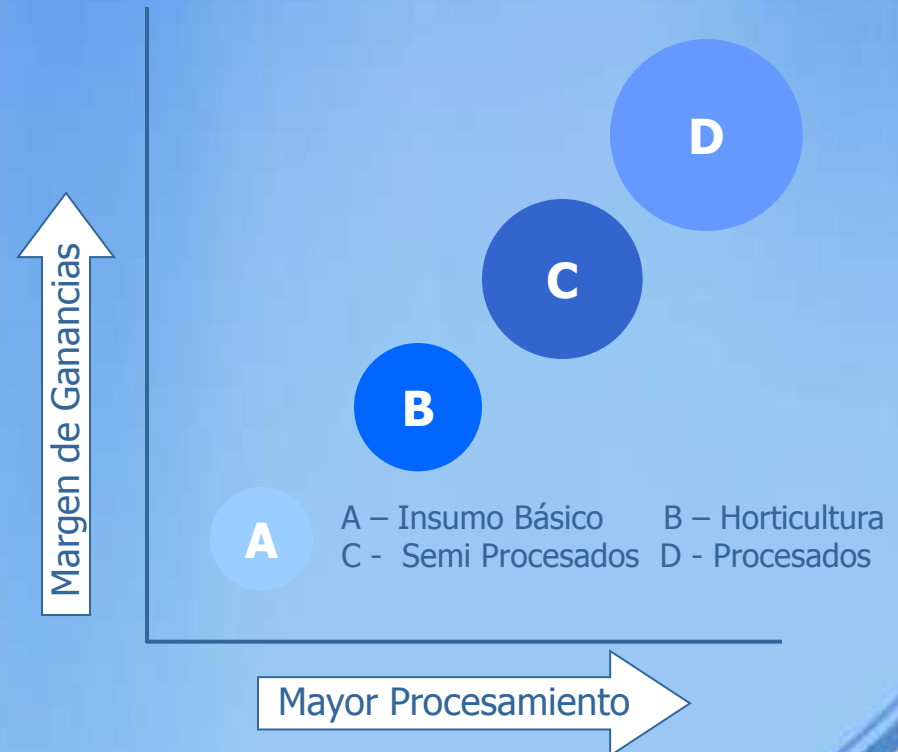 D
C
B
A
Margen de Ganancias
A – Insumo Básico B – Horticultura
C - Semi Procesados D - Procesados
Mayor Procesamiento